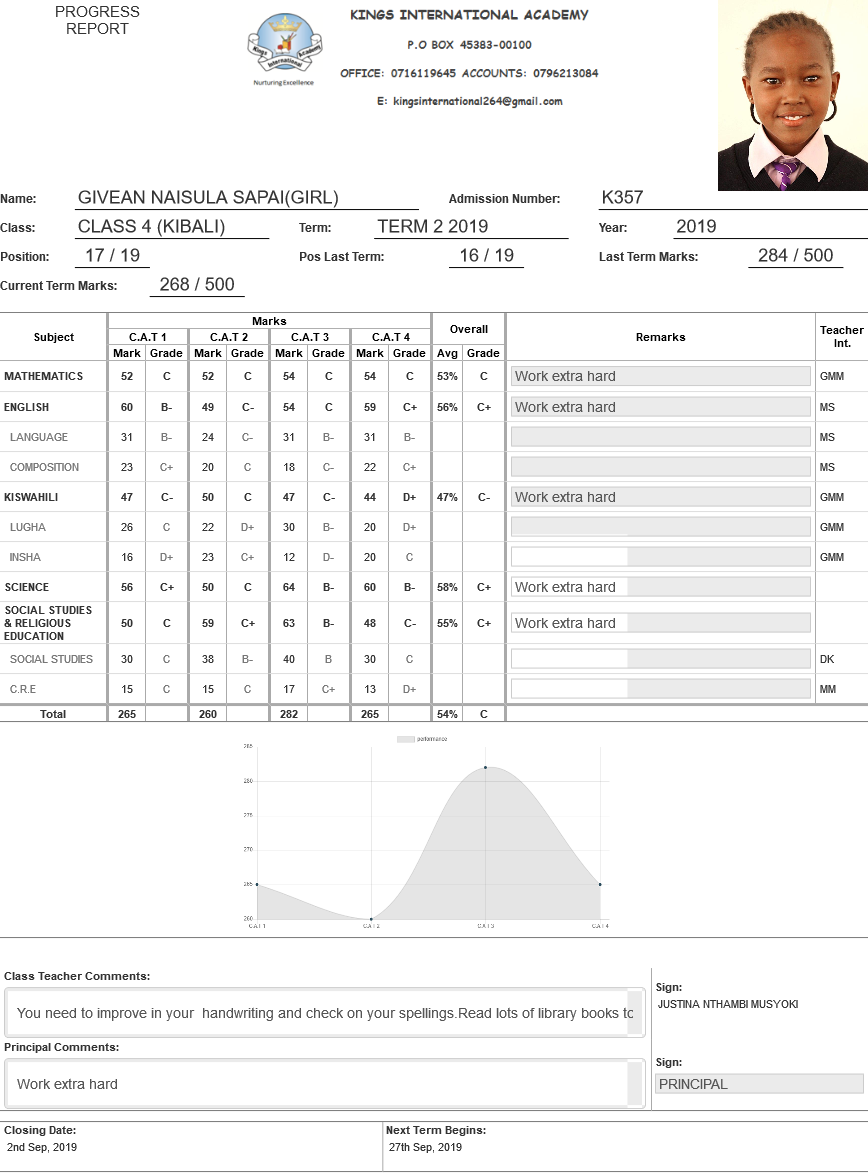 PROGRESS
REPORT
KINGS INTERNATIONAL ACADEMY
P.O BOX 45383-00100
OFFICE: 0716119645 ACCOUNTS: 0796213084
E: kingsinternational264@gmail.com
Kings International Academy
Nurturing Excellence
Name: GIVEAN NAISULA SAPAI(GIRL) Admission Number: K357
Class: CLASS 4 (KIBALI) Term: TERM 2 2019 Year: 2019
Position: 17 / 19 Pos Last Term: 16 / 19 Last Term Marks: 284 / 500
Current Term Marks: 268 / 500
Subject Marks Overall Remarks Teacher Int.
C.A.T 1 C.A.T 2 C.A.T 3 C.A.T 4
Mark Grade Mark Grade Mark Grade Mark Grade Avg Grade
MATHEMATICS 52 C 52 C 54 C 54 C 53% C Work extra hard GMM
ENGLISH 60 B- 49 C- 54 C 59 C+ 56% C+ Work extra hard MS
LANGUAGE 31 B- 24 C- 31 B- 31 B- MS
COMPOSITION 23 C+ 20 C 18 C- 22 C+ MS
KISWAHILI 47 C- 50 C 47 C- 44 D+ 47% C- Work extra hard GMM
LUGHA 26 C 22 D+ 30 B- 20 D+ GMM
INSHA 16 D+ 23 C+ 12 D- 20 C GMM
SCIENCE 56 C+ 50 C 64 B- 60 B- 58% C+ Work extra hard
SOCIAL STUDIES
& RELIGIOUS
EDUCATION 50 C 59 C+ 63 B- 48 C- 55% C+ Work extra hard
SOCIAL STUDIES 30 C 38 B- 40 B 30 C DK
C.R.E 15 C 15 C 17 C+ 13 D+ MM
Total 265 260 282 265 54% C
performance
285
280
275
270
265
260
C.A.T 1 C.A.T 2 C.A.T 3 C.A.T 4
Class Teacher Comments:
You need to improve in your  handwriting and check on your spellings.Read lots of library books to
Sign:
JUSTINA NTHAMBI MUSYOKI
Principal Comments:
Work extra hard
Sign:
PRINCIPAL
Closing Date: Next Term Begins:
2nd Sep, 2019 27th Sep, 2019